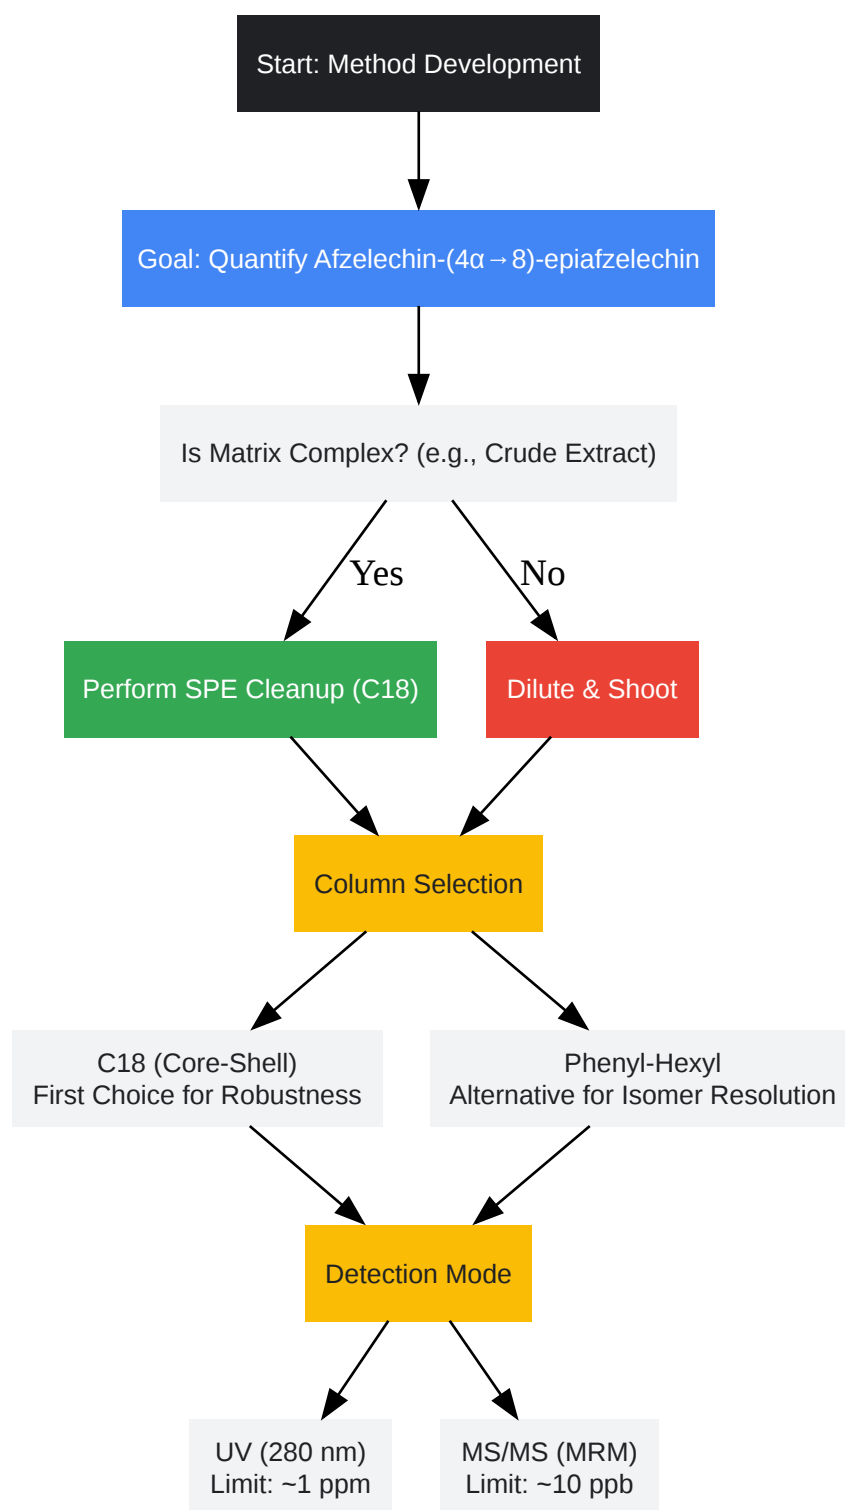 Start: Method Development
Goal: Quantify Afzelechin-(4α→8)-epiafzelechin
Is Matrix Complex? (e.g., Crude Extract)
Yes
No
Perform SPE Cleanup (C18)
Dilute & Shoot
Column Selection
C18 (Core-Shell)
First Choice for Robustness
Phenyl-Hexyl
Alternative for Isomer Resolution
Detection Mode
UV (280 nm)
Limit: ~1 ppm
MS/MS (MRM)
Limit: ~10 ppb